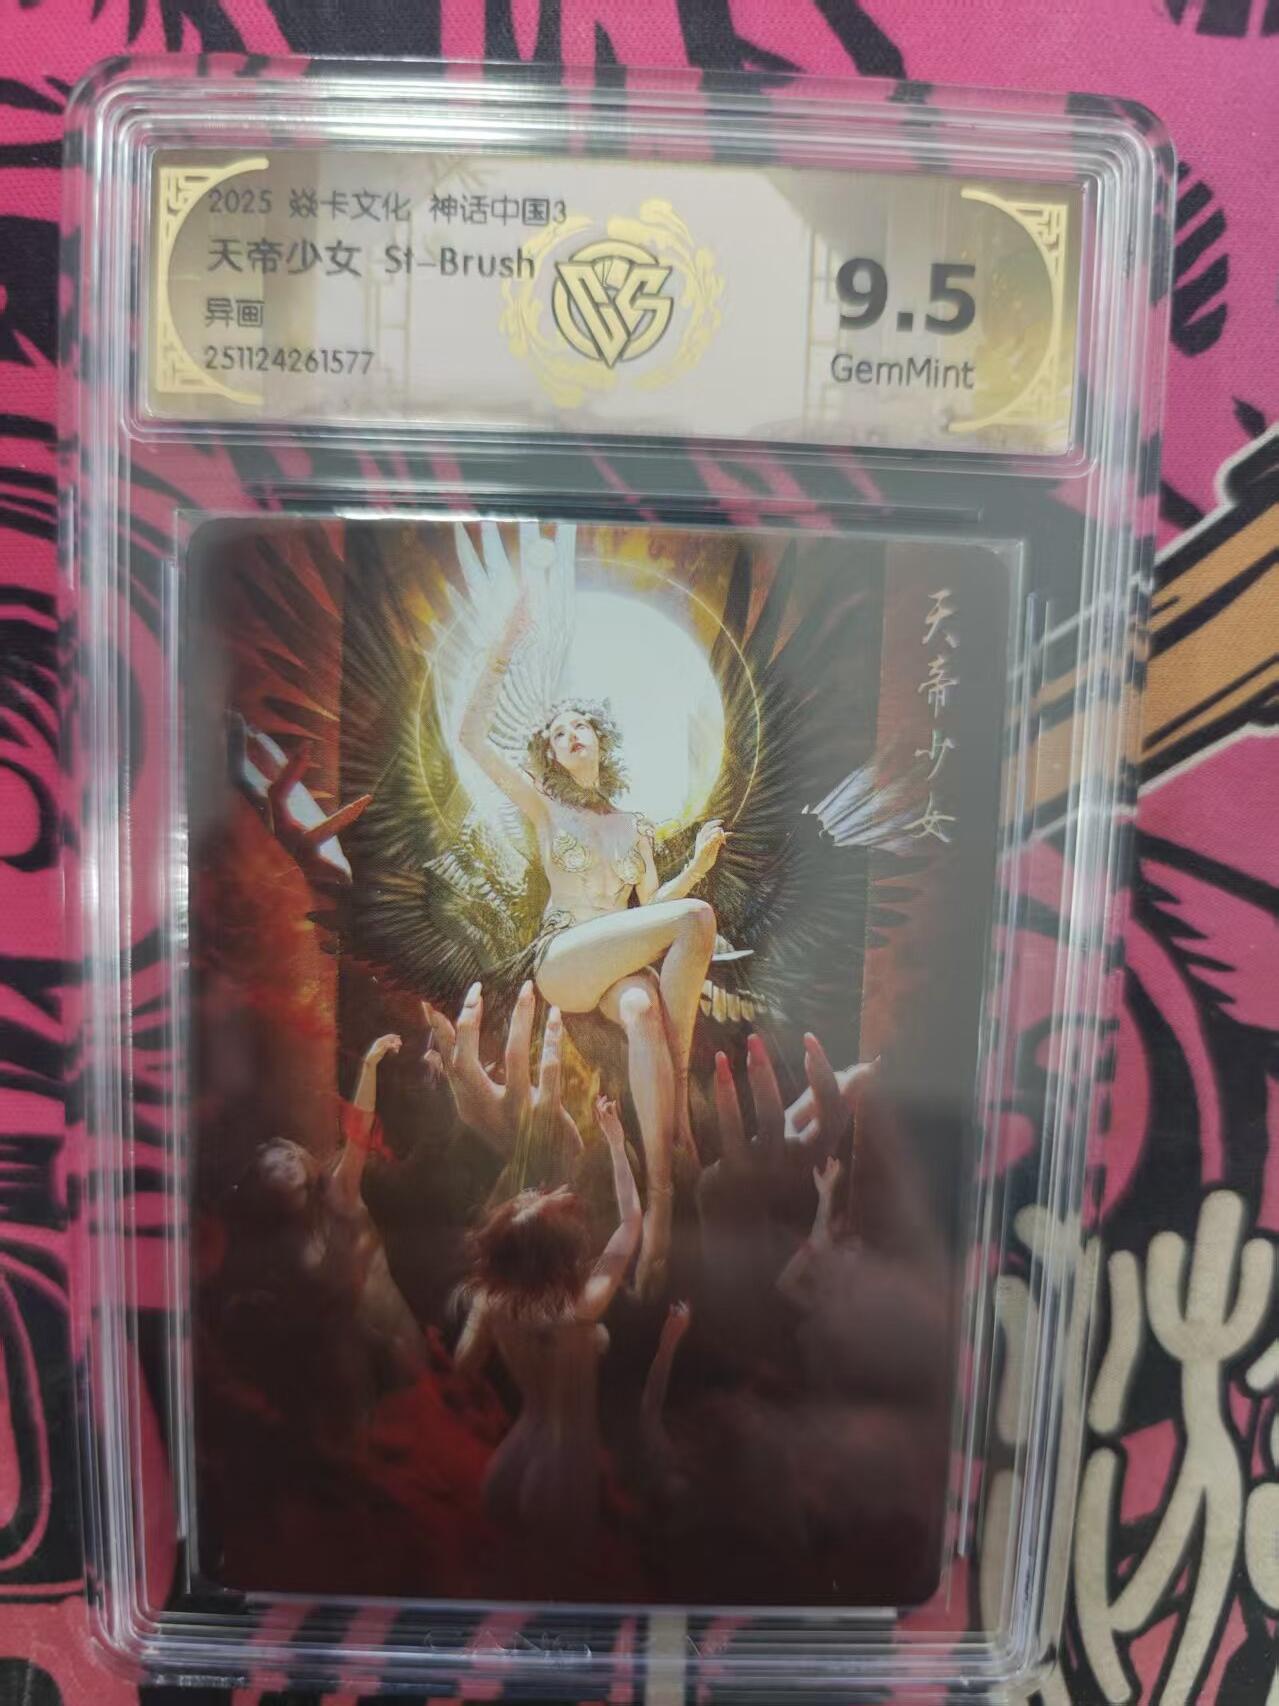 2025 焱卡文化 神话中国3
天帝少女 St-Brush
异画
251124261577
CCS
9.5
GemMint
天帝少女